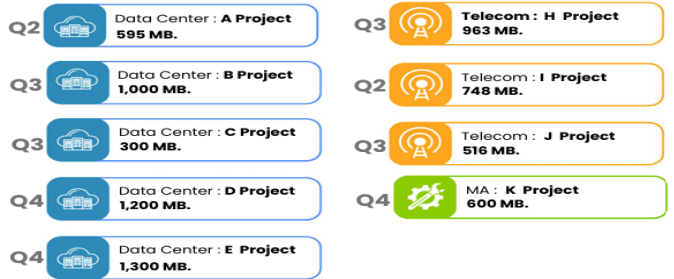 Q2
Data Center : A Project
595 MB.
Q3
Data Center : B Project
1,000 MB.
Q3
Data Center : C Project
300 MB.
Q4
Data Center : D Project
1,200 MB.
Q4
Data Center : E Project
1,300 MB.
Q3
Telecom : H Project
963 MB.
Q2
Telecom : I Project
748 MB.
Q3
Telecom : J Project
516 MB.
Q4
MA : K Project
600 MB.